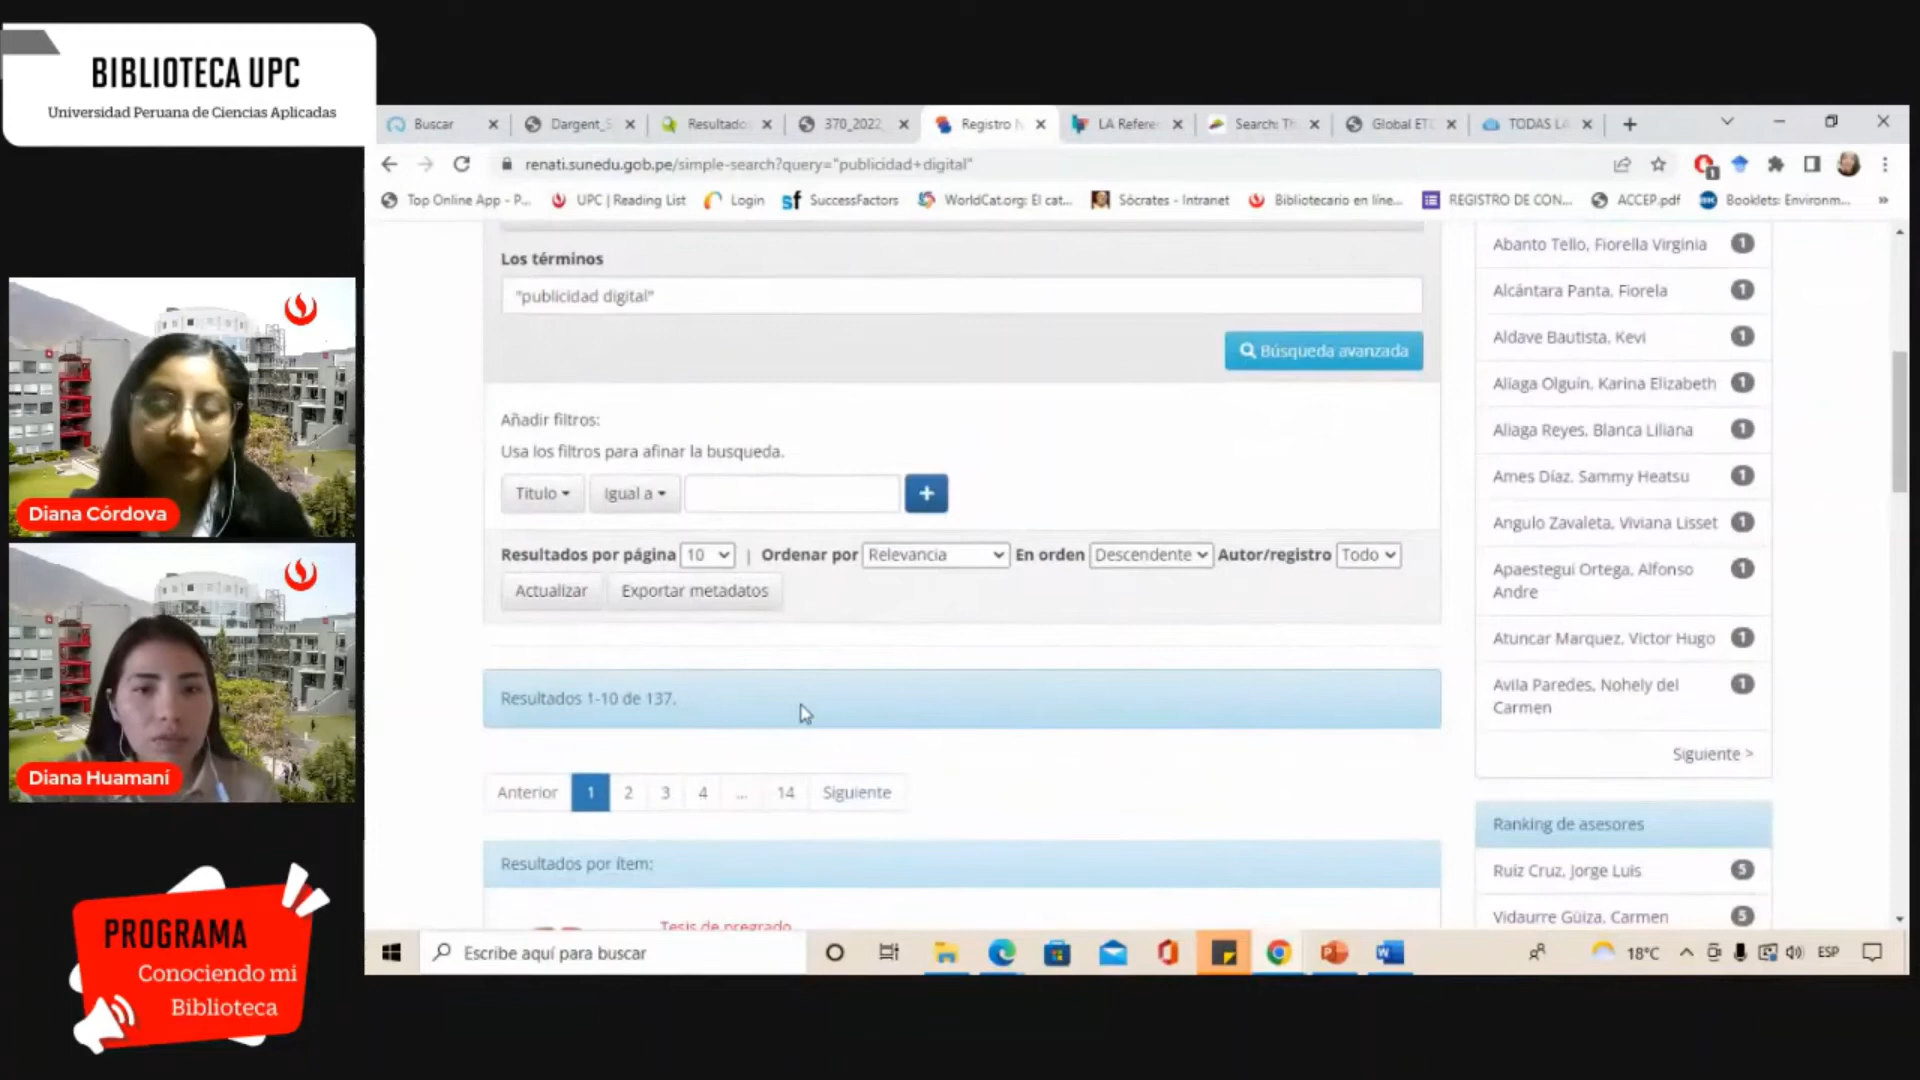 BIBLIOTECA UPC
Universidad Peruana de Ciencias Aplicadas
Buscar
Dargent_S
Resultado
370_2022
Registro N
LA Refere
Search: Th
Global ET
TODAS LA
renati.sunedu.gob.pe/simple-search?query="publicidad+digital"
1
Top Online App - P...
UPC | Reading List
Login
SuccessFactors
WorldCat.org: El cat...
Sócrates - Intranet
Bibliotecario en líne...
REGISTRO DE CON...
ACCEP.pdf
Booklets: Environm...
»
Los términos
"publicidad digital"
Búsqueda avanzada
Añadir filtros:
Usa los filtros para afinar la busqueda.
Titulo
Igual a
+
Resultados por página 10 | Ordenar por Relevancia En orden Descendente Autor/registro Todo
Actualizar
Exportar metadatos
Resultados 1-10 de 137.
Anterior 1 2 3 4 ... 14 Siguiente
Resultados por ítem:
Tesis de pregrado
Abanto Tello, Fiorella Virginia 1
Alcántara Panta, Fiorela 1
Aldave Bautista, Kevi 1
Aliaga Olguín, Karina Elizabeth 1
Aliaga Reyes, Blanca Liliana 1
Ames Díaz, Sammy Heatsu 1
Angulo Zavaleta, Viviana Lisset 1
Apaestegui Ortega, Alfonso 1
Andre
Atuncar Marquez, Victor Hugo 1
Avila Paredes, Nohely del 1
Carmen
Siguiente >
Ranking de asesores
Ruiz Cruz, Jorge Luis 5
Vidaurre Güiza, Carmen 5
Diana Córdova
Diana Huamaní
PROGRAMA
Conociendo mi
Biblioteca
Escribe aquí para buscar
18°C
ESP